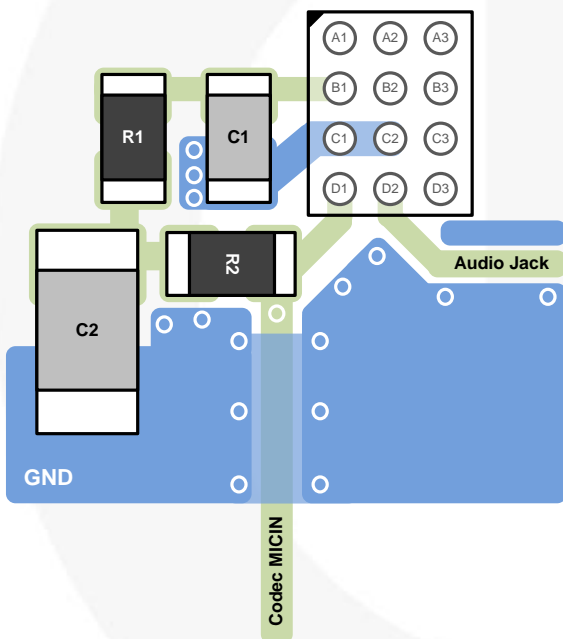 A1 A2 A3
B1 B2 B3
R1 C1
C1 C2 C3
D1 D2 D3
R2
Audio Jack
C2
GND
Codec MICIN